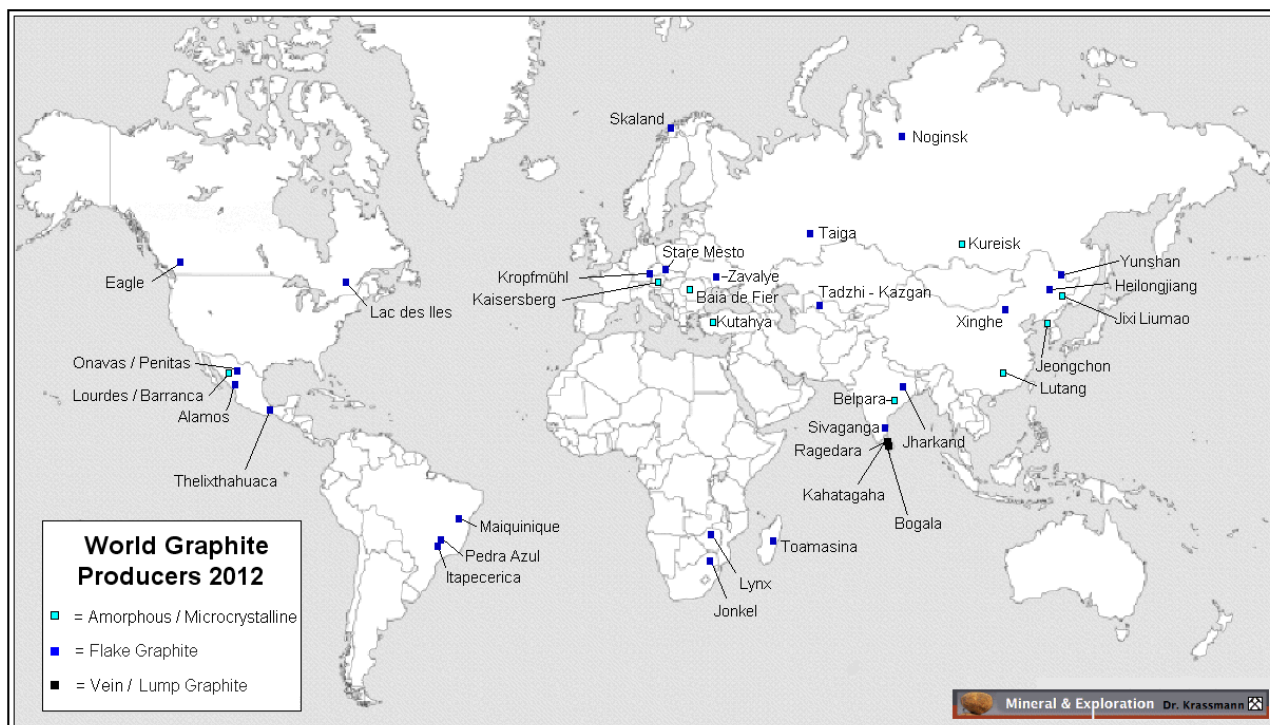 Skaland
Noginsk
Taiga
Kureisk
Stare Mesto
Yunshan
Eagle
Kropfmühl
Zavalye
Heilongjiang
Kaisersberg
Baia de Fier
Tadzhi - Kazgan
Lac des Iles
Kutahya
Xinghe
Jixi Liumao
Onavas / Penitas
Jeongchon
Lourdes / Barranca
Lutang
Alamos
Belpara
Sivaganga
Jharkand
Ragedara
Thelixthahuaca
Kahatagaha
Bogala
Maiquinique
Pedra Azul
Toamasina
Itapecerica
Lynx
Jonkel
World Graphite
Producers 2012
= Amorphous / Microcrystalline
= Flake Graphite
= Vein / Lump Graphite
Mineral & Exploration Dr. Krassmann